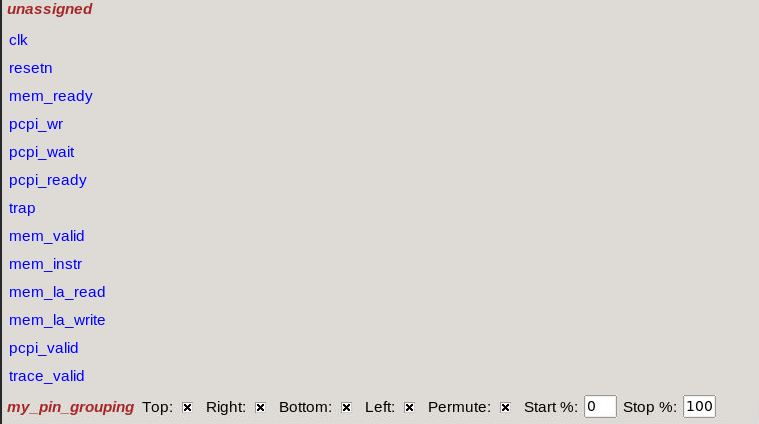 unassigned
clk
resetn
mem_ready
pcpi_wr
pcpi_wait
pcpi_ready
trap
mem_valid
mem_instr
mem_la_read
mem_la_write
pcpi_valid
trace_valid
my_pin_grouping Top: Right: Bottom: Left: Permute: Start %: 0 Stop %: 100